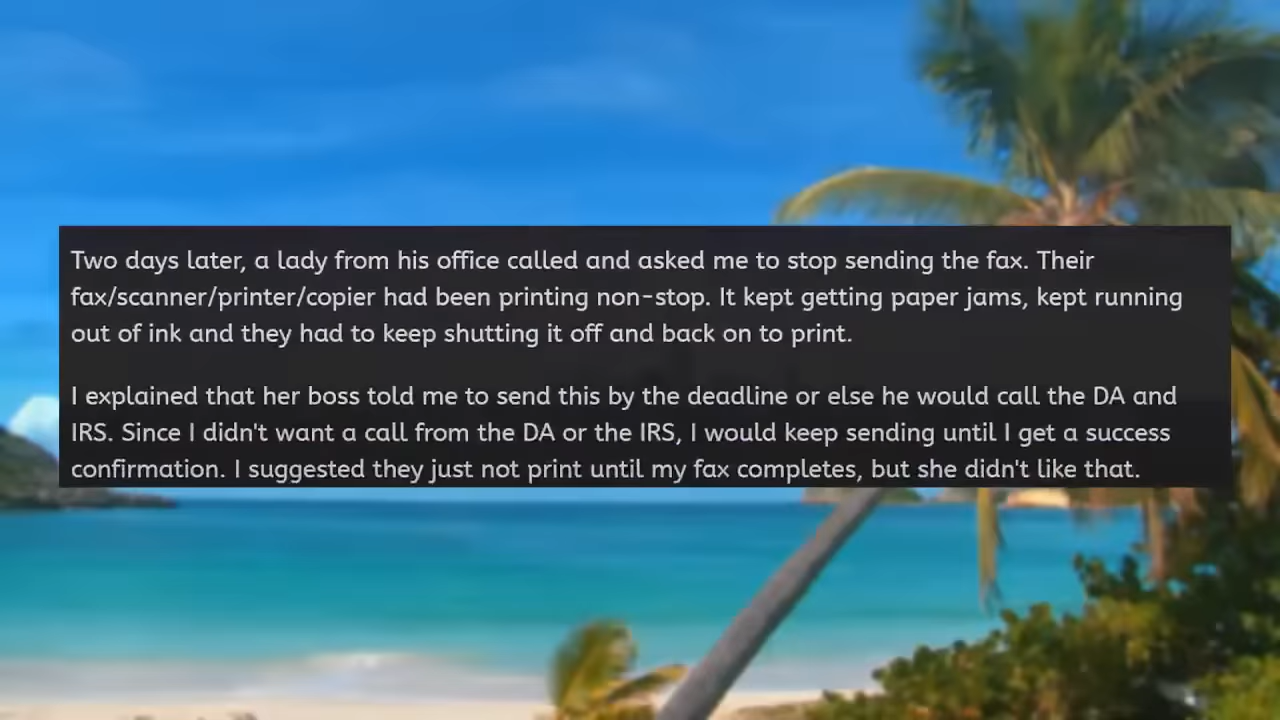 Two days later, a lady from his office called and asked me to stop sending the fax. Their
fax/scanner/printer/copier had been printing non-stop. It kept getting paper jams, kept running
out of ink and they had to keep shutting it off and back on to print.
I explained that her boss told me to send this by the deadline or else he would call the DA and
IRS. Since I didn't want a call from the DA or the IRS, I would keep sending until I get a success
confirmation. I suggested they just not print until my fax completes, but she didn't like that.